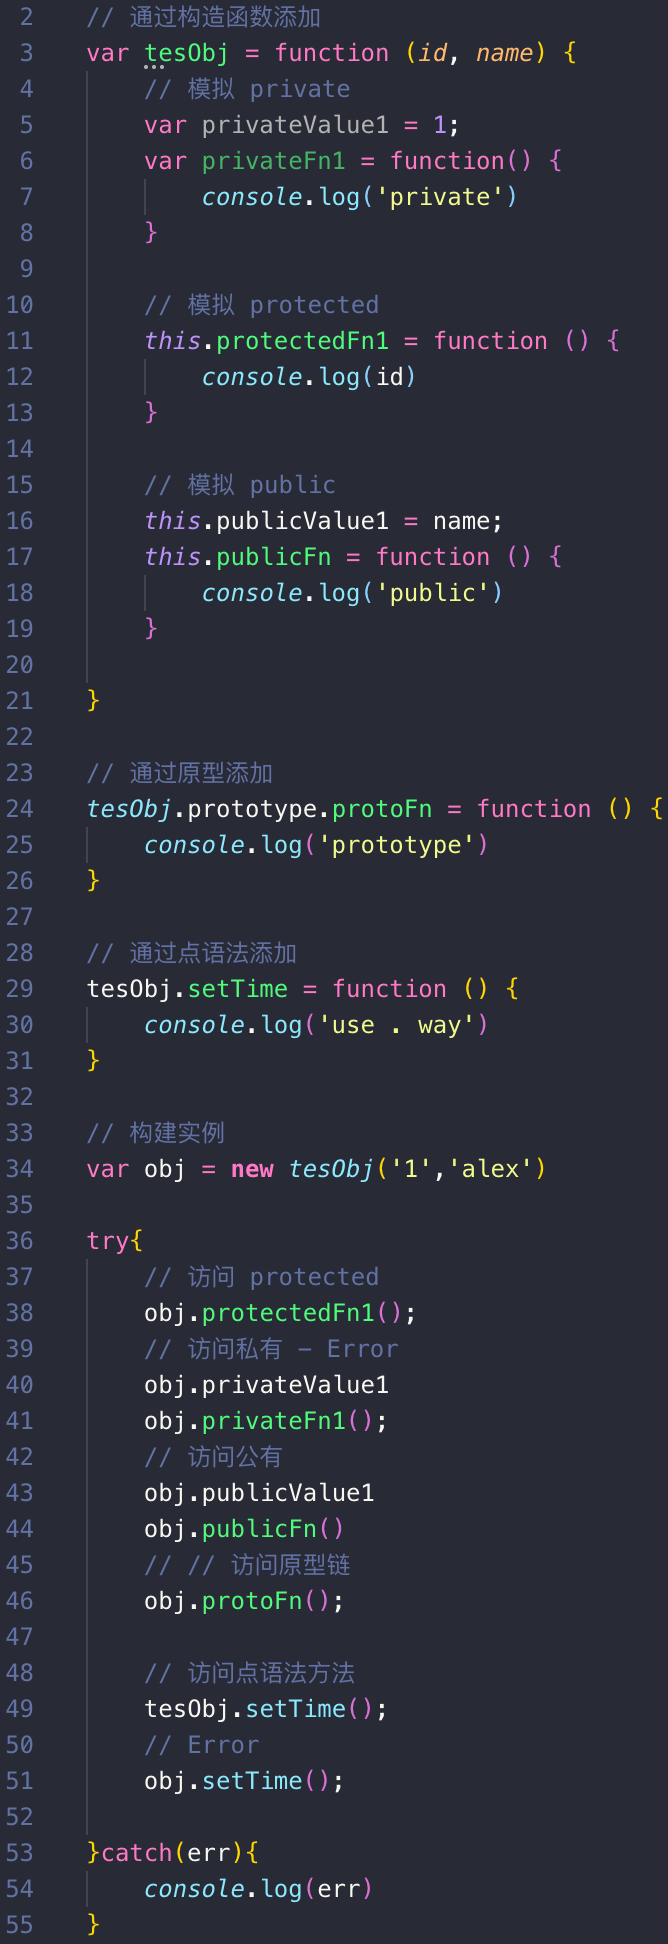 2 // 通过构造函数添加
3 var tesObj = function (id, name) {
4 // 模拟 private
5 var privateValue1 = 1;
6 var privateFn1 = function() {
7 console.log('private')
8 }
9
10 // 模拟 protected
11 this.protectedFn1 = function () {
12 console.log(id)
13 }
14
15 // 模拟 public
16 this.publicValue1 = name;
17 this.publicFn = function () {
18 console.log('public')
19 }
20
21 }
22
23 // 通过原型添加
24 tesObj.prototype.protoFn = function () {
25 console.log('prototype')
26 }
27
28 // 通过点语法添加
29 tesObj.setTime = function () {
30 console.log('use . way')
31 }
32
33 // 构建实例
34 var obj = new tesObj('1','alex')
35
36 try{
37 // 访问 protected
38 obj.protectedFn1();
39 // 访问私有 — Error
40 obj.privateValue1
41 obj.privateFn1();
42 // 访问公有
43 obj.publicValue1
44 obj.publicFn()
45 // // 访问原型链
46 obj.protoFn();
47
48 // 访问点语法方法
49 tesObj.setTime();
50 // Error
51 obj.setTime();
52
53 }catch(err){
54 console.log(err)
55 }